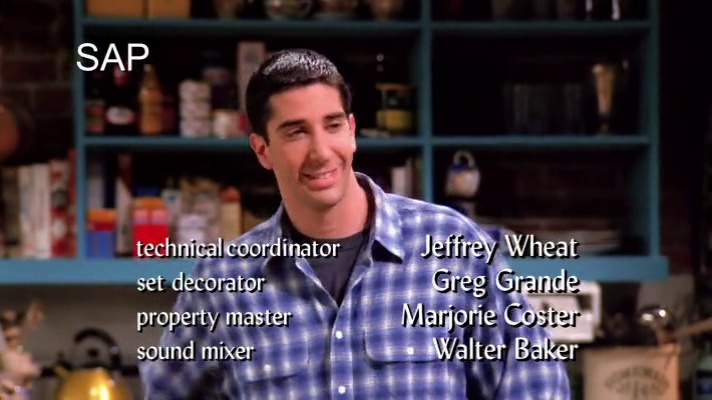 SAP
technical coordinator Jeffrey Wheat
set decorator Greg Grande
property master Marjorie Coster
sound mixer Walter Baker